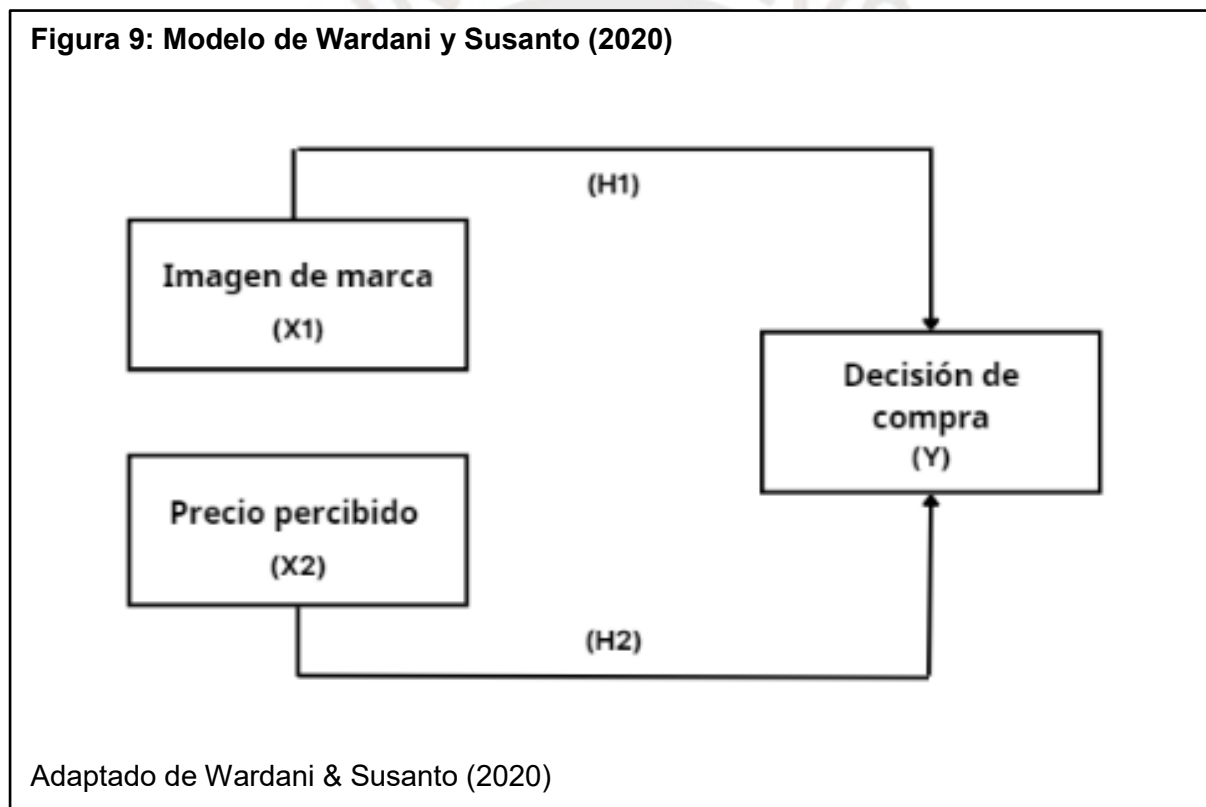 Figura 9: Modelo de Wardani y Susanto (2020)
(H1)
Imagen de marca
(X1)
Decisión de
compra
(Y)
Precio percibido
(X2)
(H2)
Adaptado de Wardani & Susanto (2020)